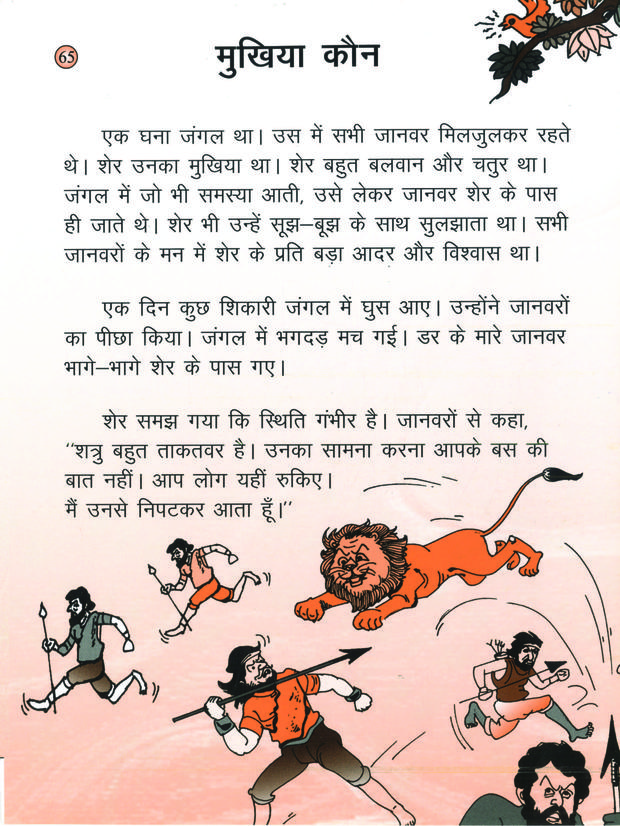 65
मुखिया कौन
एक घना जंगल था। उस में सभी जानवर मिलजुलकर रहते
थे। शेर उनका मुखिया था। शेर बहुत बलवान और चतुर था।
जंगल में जो भी समस्या आती, उसे लेकर जानवर शेर के पास
ही जाते थे। शेर भी उन्हें सूझ–बूझ के साथ सुलझाता था। सभी
जानवरों के मन में शेर के प्रति बड़ा आदर और विश्वास था।
एक दिन कुछ शिकारी जंगल में घुस आए। उन्होंने जानवरों
का पीछा किया। जंगल में भगदड़ मच गई। डर के मारे जानवर
भागे–भागे शेर के पास गए।
शेर समझ गया कि स्थिति गंभीर है। जानवरों से कहा,
“शत्रु बहुत ताकतवर है। उनका सामना करना आपके बस की
बात नहीं। आप लोग यहीं रुकिए।
मैं उनसे निपटकर आता हूँ।”